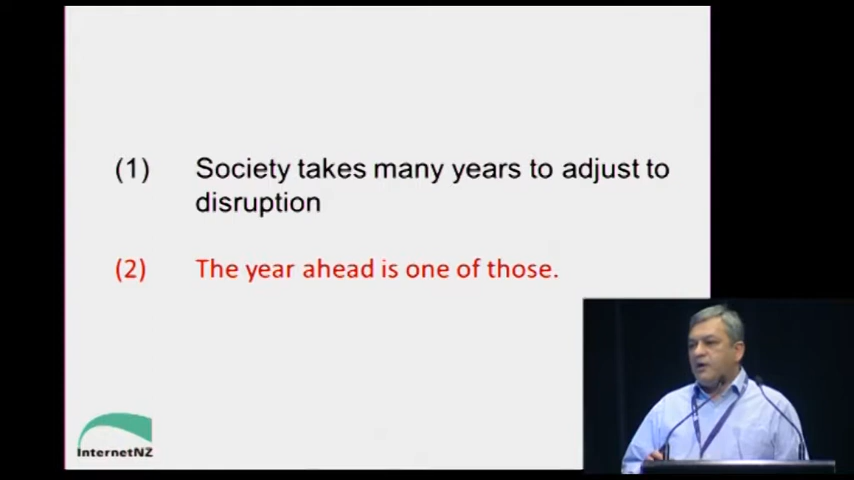 (1) Society takes many years to adjust to
disruption
(2) The year ahead is one of those.
InternetNZ